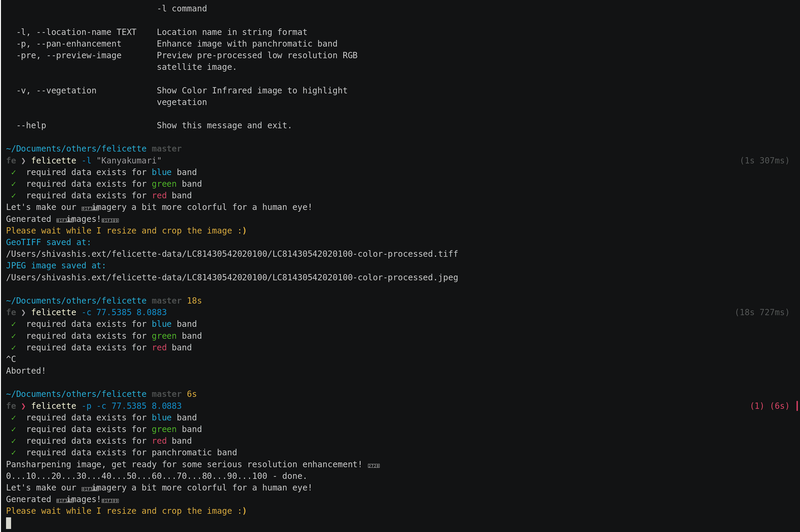 -l command
-l, --location-name TEXT    Location name in string format
-p, --pan-enhancement    Enhance image with panchromatic band
-pre, --preview-image    Preview pre-processed low resolution RGB
satellite image.
-v, --vegetation    Show Color Infrared image to highlight
vegetation
--help    Show this message and exit.
~/Documents/others/felicette master
fe ❯ felicette -l "Kanyakumari"    (1s 307ms)
✓ required data exists for blue band
✓ required data exists for green band
✓ required data exists for red band
Let's make our imagery a bit more colorful for a human eye!
Generated images!
Please wait while I resize and crop the image :)
GeoTIFF saved at:
/Users/shivashis.ext/felicette-data/LC81430542020100/LC81430542020100-color-processed.tiff
JPEG image saved at:
/Users/shivashis.ext/felicette-data/LC81430542020100/LC81430542020100-color-processed.jpeg
~/Documents/others/felicette master 18s
fe ❯ felicette -c 77.5385 8.0883    (18s 727ms)
✓ required data exists for blue band
✓ required data exists for green band
✓ required data exists for red band
^C
Aborted!
~/Documents/others/felicette master 6s
fe ❯ felicette -p -c 77.5385 8.0883    (1) (6s)
✓ required data exists for blue band
✓ required data exists for green band
✓ required data exists for red band
✓ required data exists for panchromatic band
Pansharpening image, get ready for some serious resolution enhancement!
0...10...20...30...40...50...60...70...80...90...100 - done.
Let's make our imagery a bit more colorful for a human eye!
Generated images!
Please wait while I resize and crop the image :)